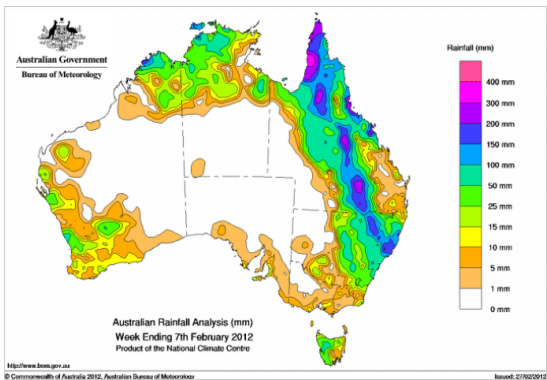 Australian Government
Bureau of Meteorology
Rainfall (mm)
400 mm
300 mm
200 mm
150 mm
100 mm
50 mm
25 mm
15 mm
10 mm
5 mm
1 mm
0 mm
Australian Rainfall Analysis (mm)
Week Ending 7th February 2012
Product of the National Climate Centre
http://www.bom.gov.au
© Commonwealth of Australia 2012, Australian Bureau of Meteorology
Issued: 27/02/2012